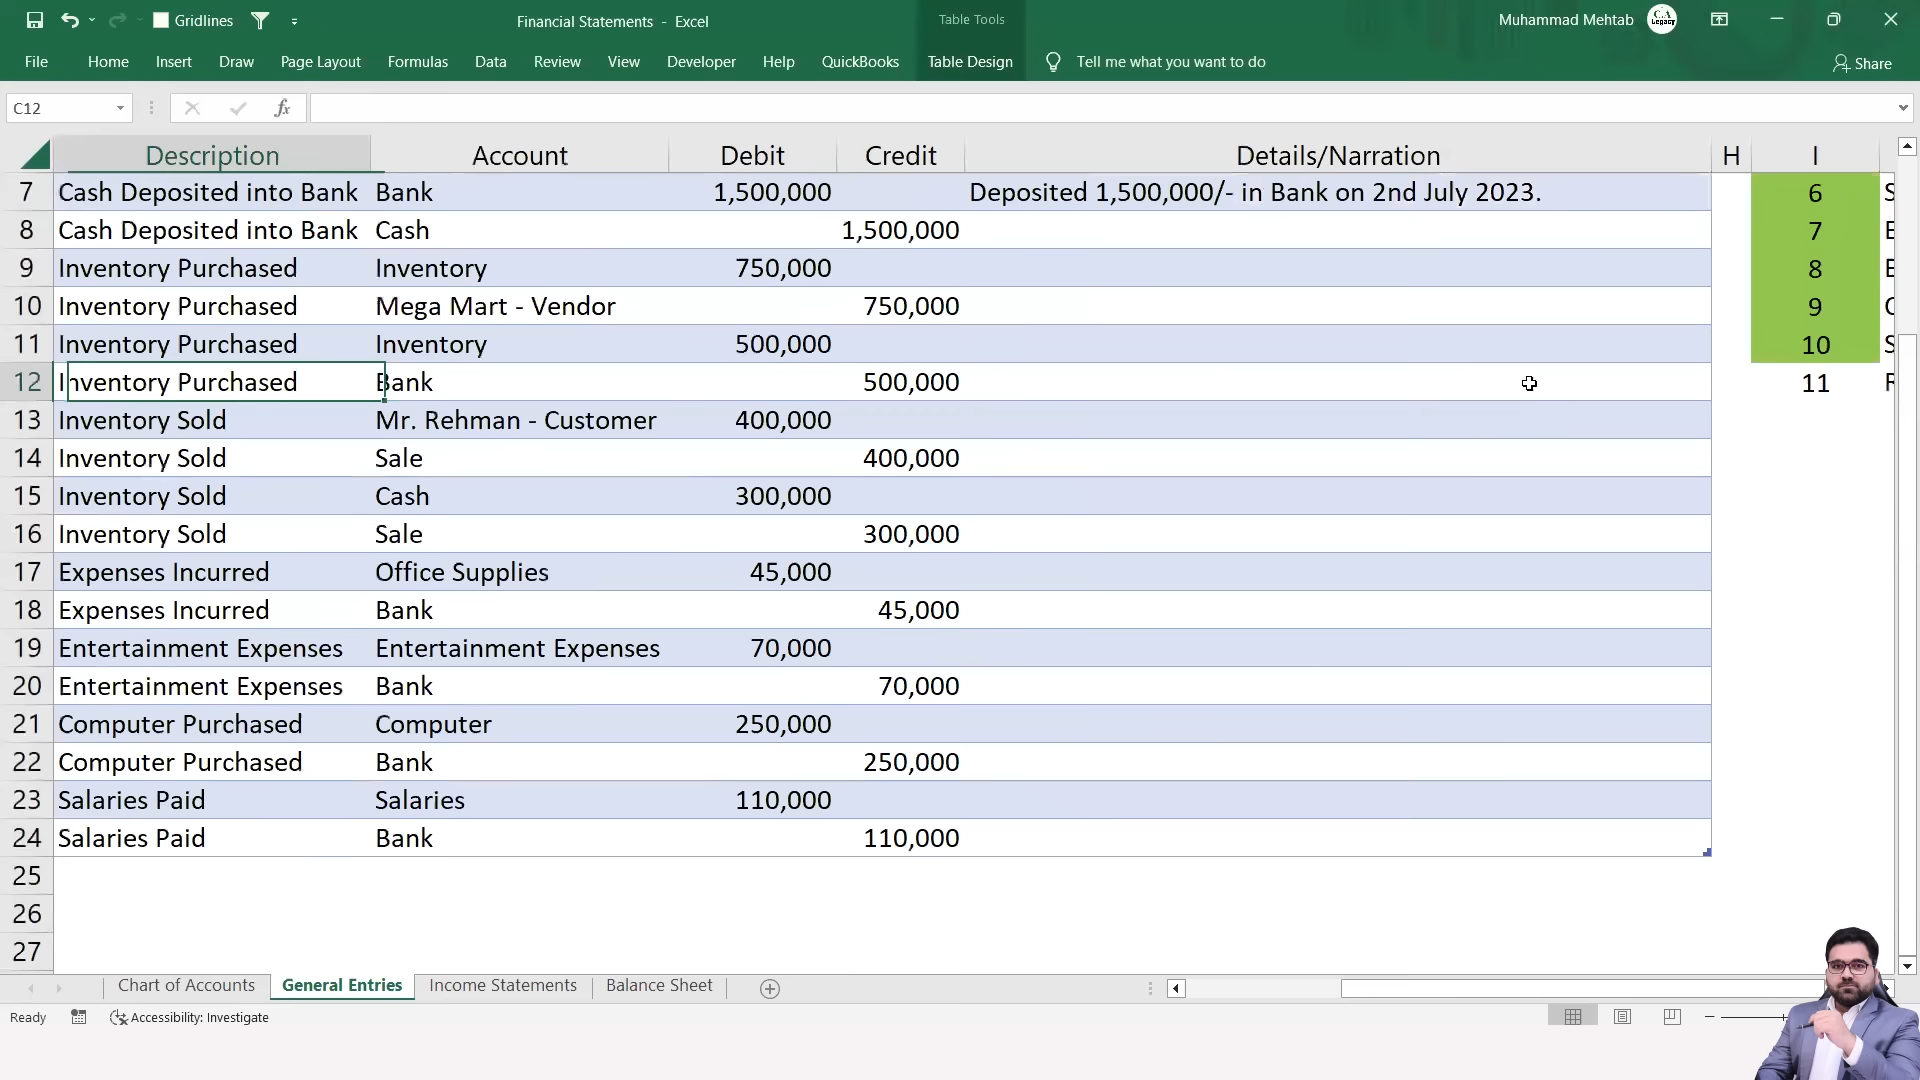 Gridlines
Financial Statements - Excel
Table Tools
Muhammad Mehtab
CA
Legacy
File Home Insert Draw Page Layout Formulas Data Review View Developer Help QuickBooks Table Design Tell me what you want to do Share
C12 fx
Description Account Debit Credit Details/Narration H I
7 Cash Deposited into Bank Bank 1,500,000 Deposited 1,500,000/- in Bank on 2nd July 2023. 6 S
8 Cash Deposited into Bank Cash 1,500,000 7
9 Inventory Purchased Inventory 750,000 8
10 Inventory Purchased Mega Mart - Vendor 750,000 9
11 Inventory Purchased Inventory 500,000 10 S
12 Inventory Purchased Bank 500,000 11
13 Inventory Sold Mr. Rehman - Customer 400,000
14 Inventory Sold Sale 400,000
15 Inventory Sold Cash 300,000
16 Inventory Sold Sale 300,000
17 Expenses Incurred Office Supplies 45,000
18 Expenses Incurred Bank 45,000
19 Entertainment Expenses Entertainment Expenses 70,000
20 Entertainment Expenses Bank 70,000
21 Computer Purchased Computer 250,000
22 Computer Purchased Bank 250,000
23 Salaries Paid Salaries 110,000
24 Salaries Paid Bank 110,000
25
26
27
Chart of Accounts General Entries Income Statements Balance Sheet
Ready Accessibility: Investigate